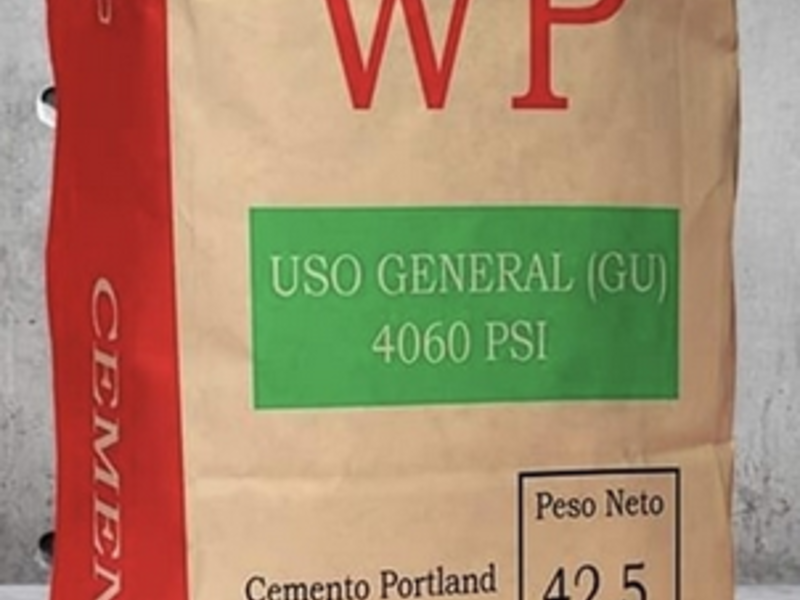 WP
USO GENERAL (GU)
4060 PSI
Peso Neto
42.5
Cemento Portland